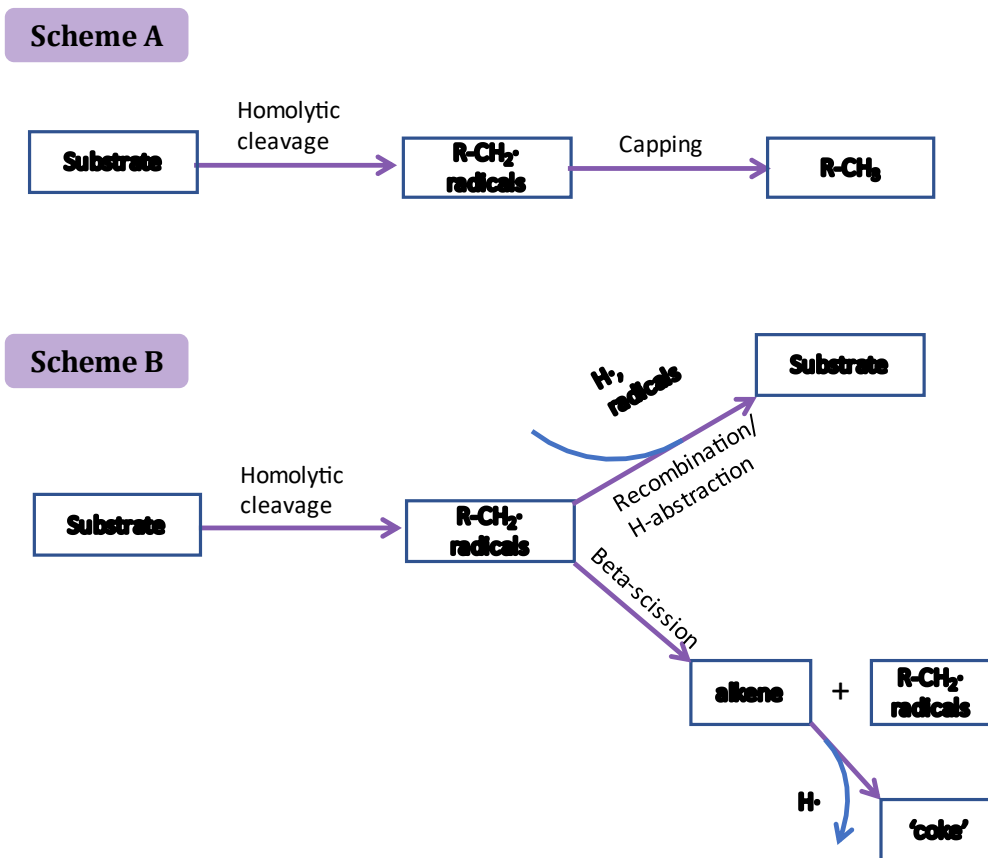 Scheme A
Homolytic
cleavage
Substrate
R-CH₂·
radicals
Capping
R-CH₃
Scheme B
H·,
radicals
Substrate
Recombination/
H-abstraction
Homolytic
cleavage
Substrate
R-CH₂·
radicals
Beta-scission
alkene
+
R-CH₂·
radicals
H·
‘coke’